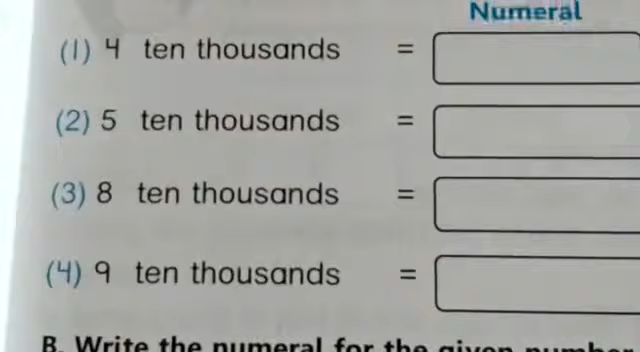 Numeral
(1) 4 ten thousands =
(2) 5 ten thousands =
(3) 8 ten thousands =
(4) 9 ten thousands =
B. Write the numeral for the given number